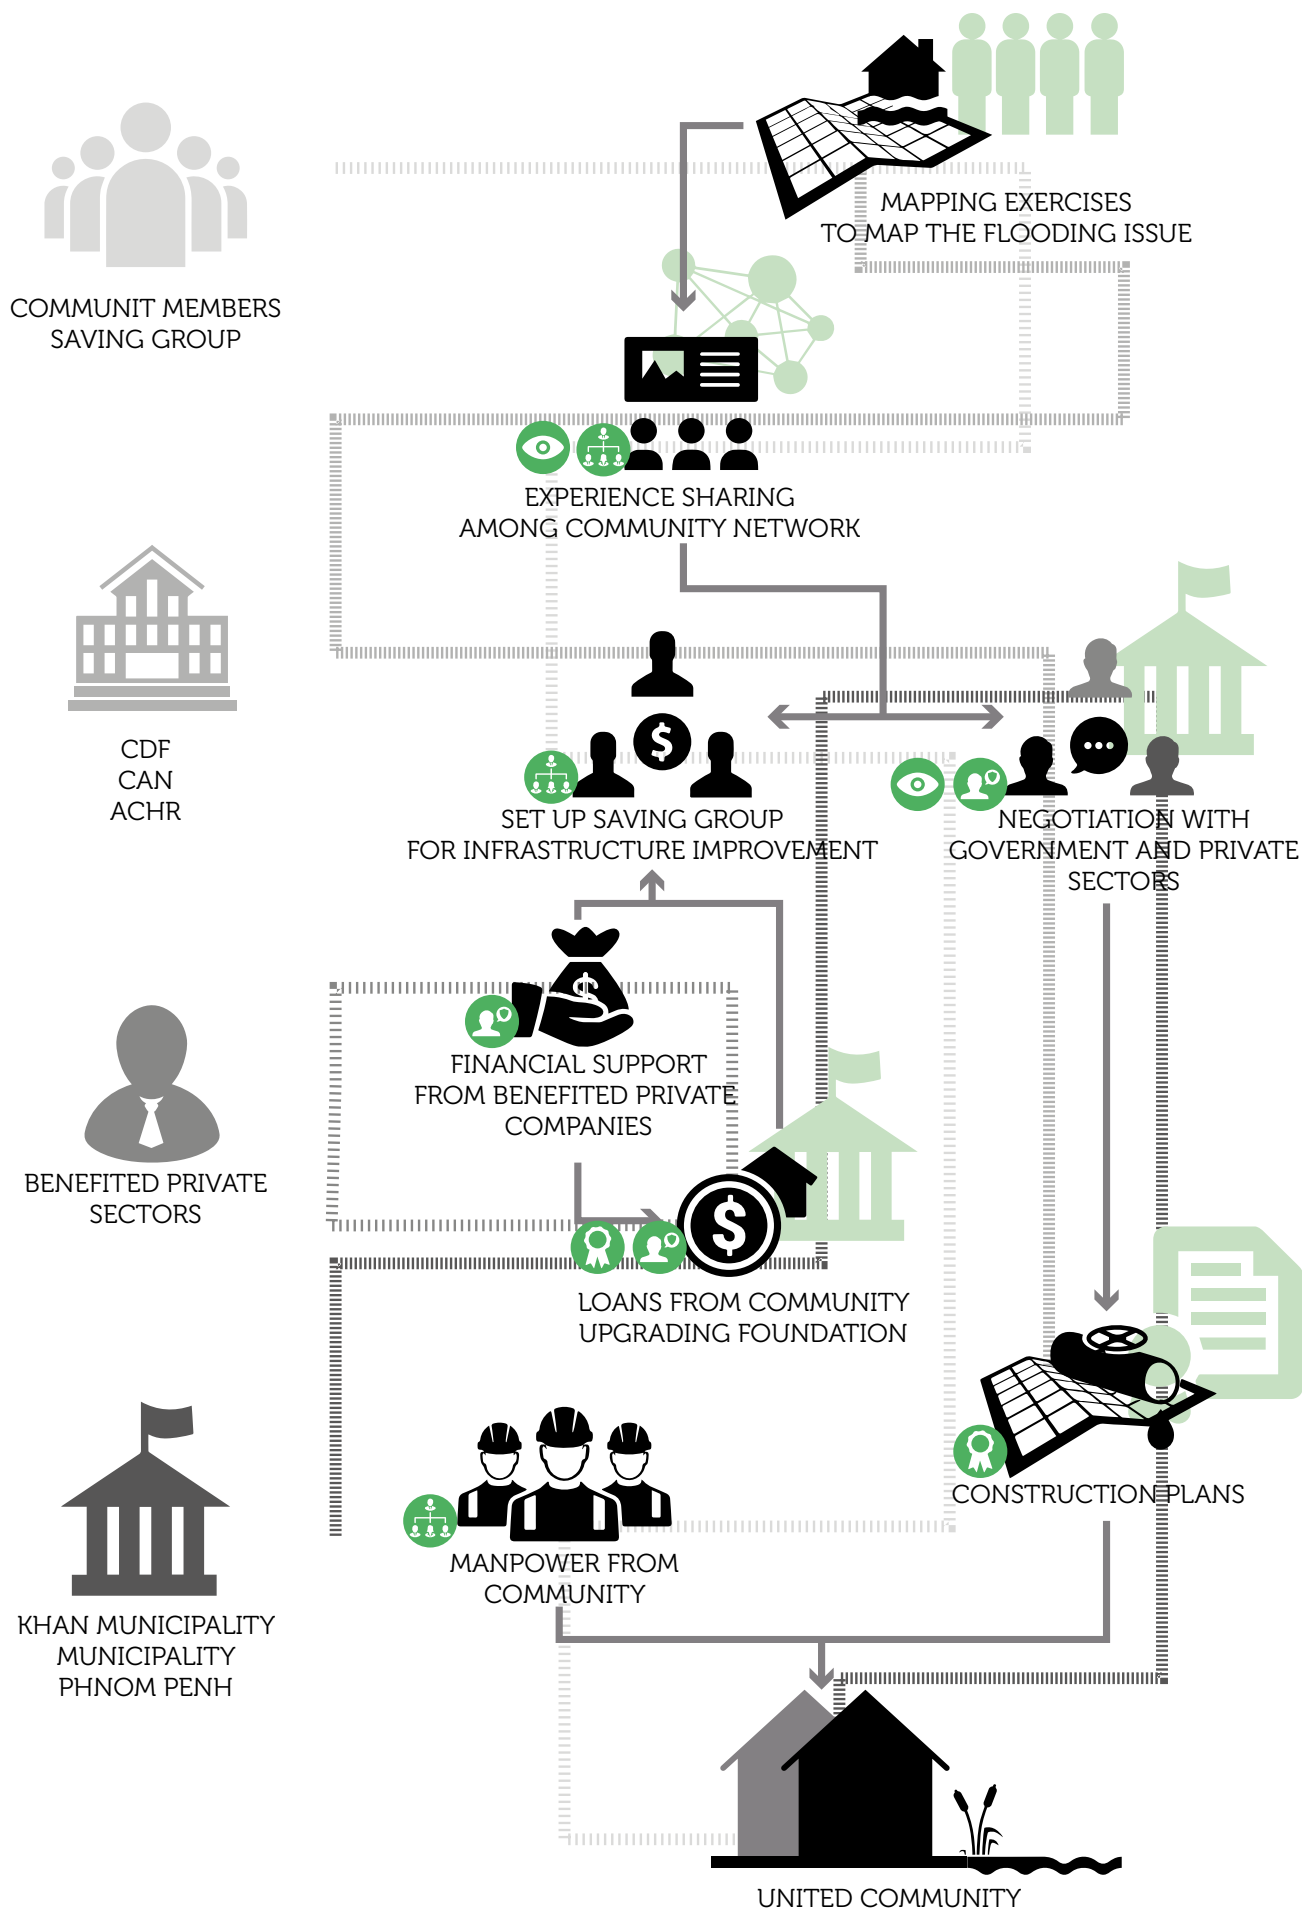 MAPPING EXERCISES
TO MAP THE FLOODING ISSUE
COMMUNIT MEMBERS
SAVING GROUP
EXPERIENCE SHARING
AMONG COMMUNITY NETWORK
CDF
CAN
ACHR
$
SET UP SAVING GROUP
FOR INFRASTRUCTURE IMPROVEMENT
NEGOTIATION WITH
GOVERNMENT AND PRIVATE
SECTORS
$
FINANCIAL SUPPORT
FROM BENEFITED PRIVATE
COMPANIES
BENEFITED PRIVATE
SECTORS
$
LOANS FROM COMMUNITY
UPGRADING FOUNDATION
CONSTRUCTION PLANS
MANPOWER FROM
COMMUNITY
KHAN MUNICIPALITY
MUNICIPALITY
PHNOM PENH
UNITED COMMUNITY